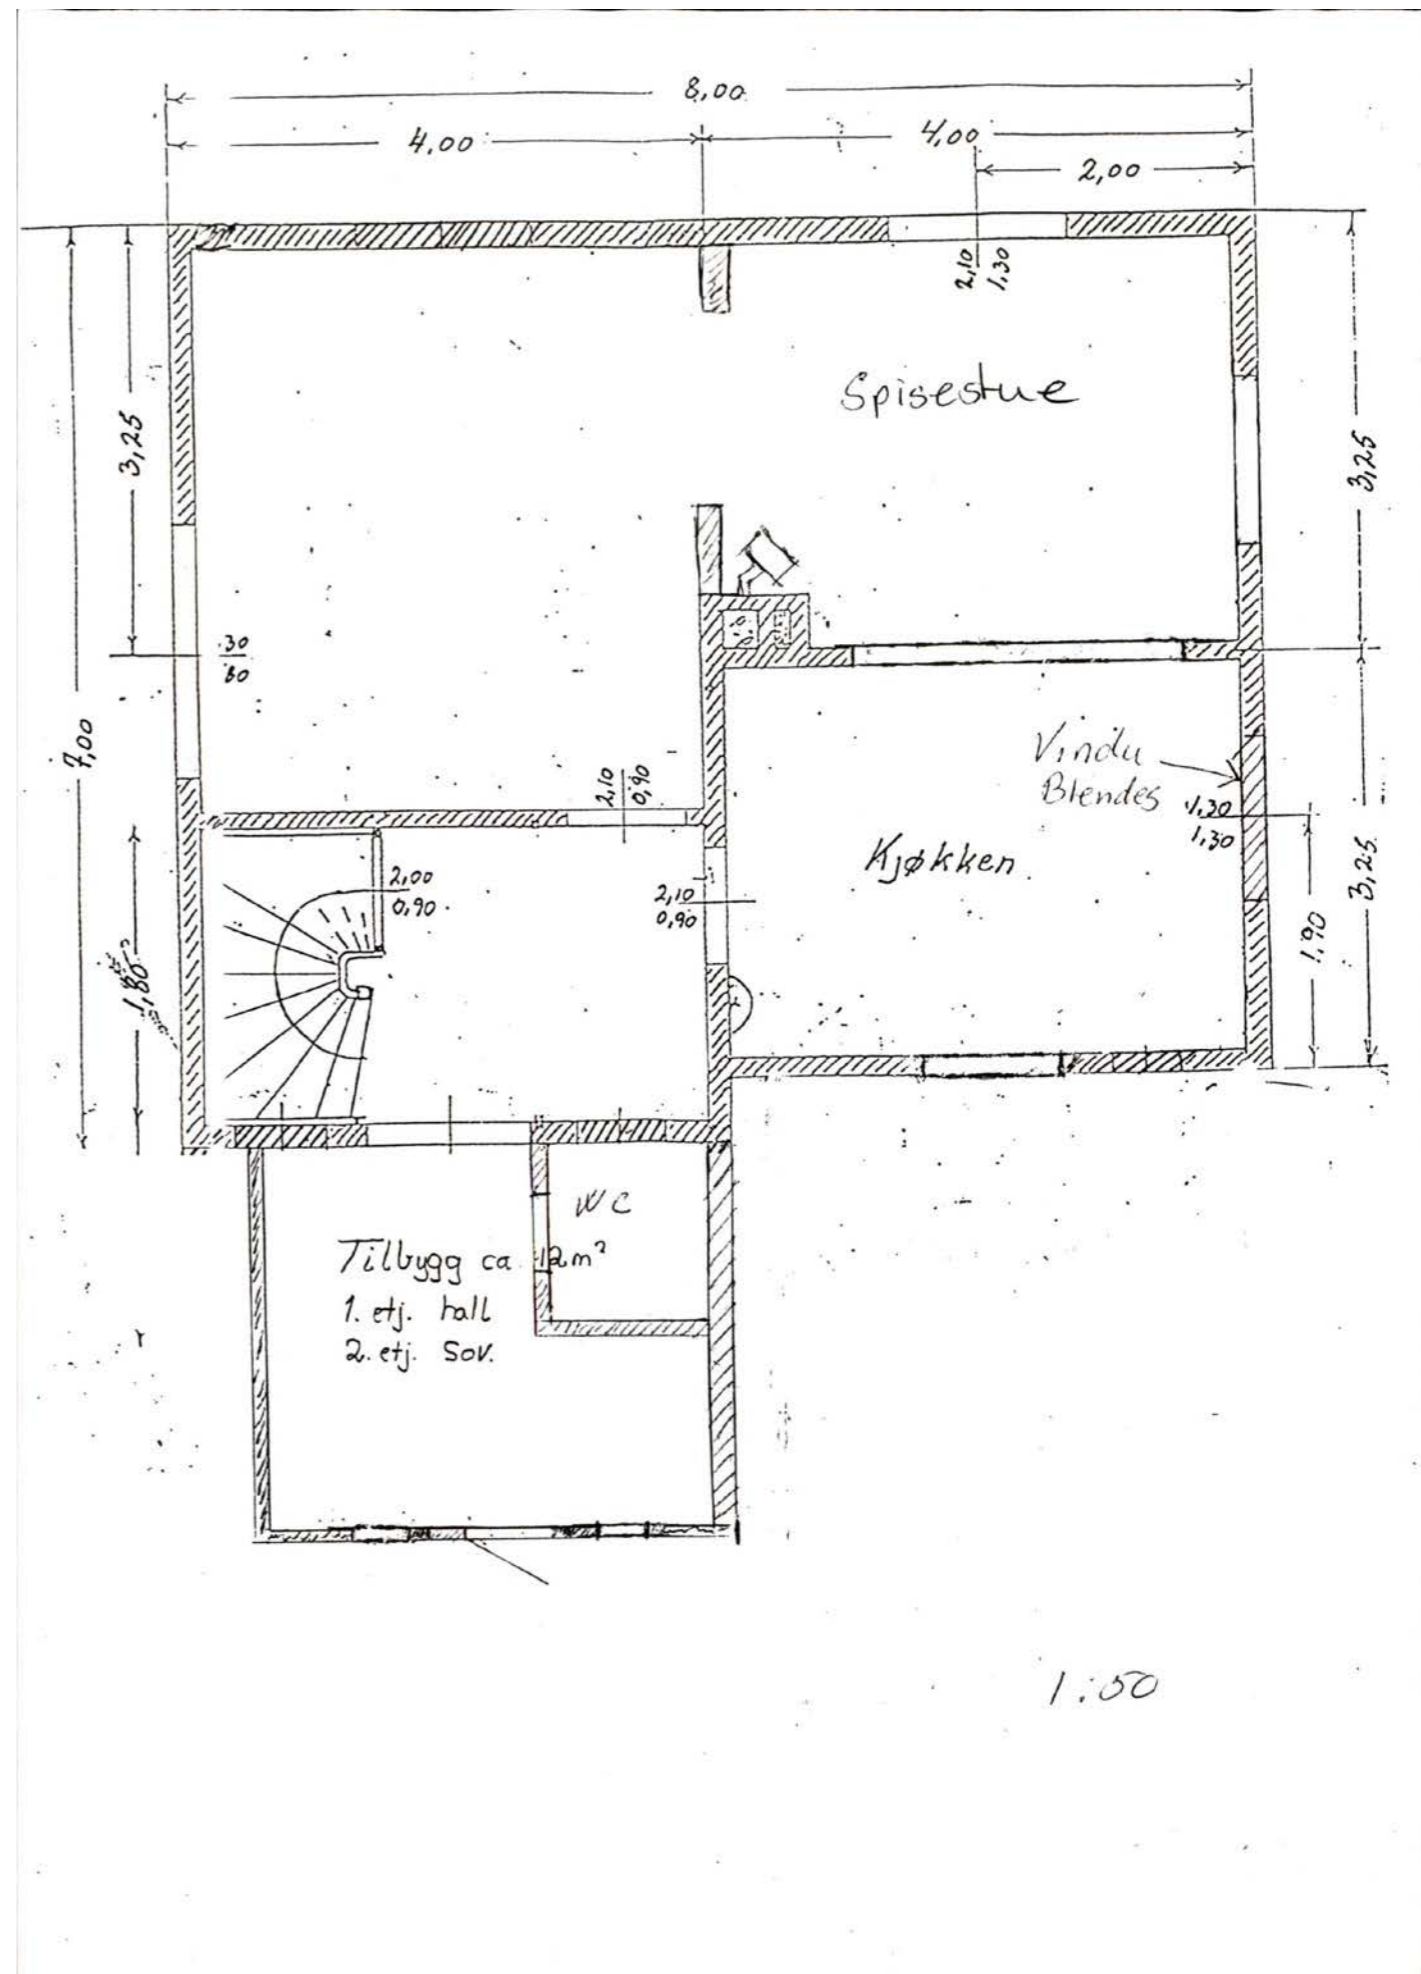 8,00
4,00
4,00
2,00
2,10
1,30
Spisestue
3,25
3,25
30
80
7,00
2,10
0,90
Vindu
Blendes
1,30
1,30
Kjøkken
2,00
0,90
2,10
0,90
1,80
1,90
3,25
WC
Tilbygg ca. 12m²
1. etj. hall
2. etj. Sov.
1:50